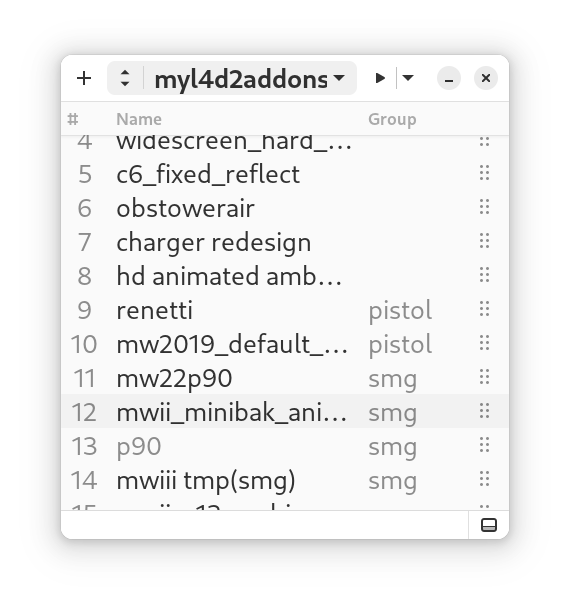 myl4d2addons
# Name Group
4 widescreen_hard_...
5 c6_fixed_reflect
6 obstowerair
7 charger redesign
8 hd animated amb...
9 renetti pistol
10 mw2019_default_... pistol
11 mw22p90 smg
12 mwii_minibak_ani... smg
13 p90 smg
14 mwiii tmp(smg) smg
15